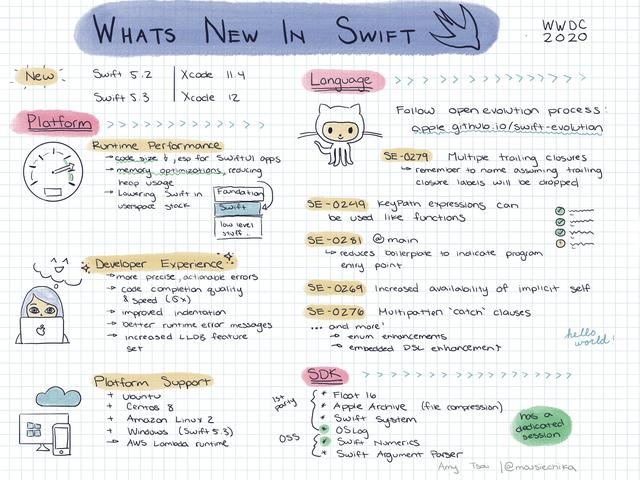 WHATS NEW IN SWIFT
WWDC
2020
New
Swift 5.2
Xcode 11.4
Swift 5.3
Xcode 12
Platform
Runtime Performance
→ code size ↓, esp for SwiftUI apps
→ memory optimizations, reducing
heap usage
→ Lowering Swift in
userspace stack
Foundation
Swift
low level
stuff..
Developer Experience
→ more precise, actionable errors
→ code completion quality
& speed
→ improved indentation
→ better runtime error messages
→ increased LLDB feature
set
Platform Support
+ Ubuntu
+ Centos 8
+ Amazon Linux 2
+ Windows (Swift 5.3)
→ AWS Lambda runtime
Language
Follow open evolution process:
apple.github.io/swift-evolution
SE-0279 Multiple trailing closures
→ remember to name assuming trailing
closure labels will be dropped
SE-0249 KeyPath expressions can
be used like functions
SE-0281 @main
→ reduces boilerplate to indicate program
entry point
SE-0269 Increased availability of implicit self
SE-0276 Multipattern 'catch' clauses
... and more!
→ enum enhancements
→ embedded DSL enhancement
hello
world!
SDK
1st
party
* Float 16
* Apple Archive (file compression)
* Swift System
* OSLog
OSS
* Swift Numerics
* Swift Argument Parser
has a
dedicated
session
Amy Tsai | @mousiechika